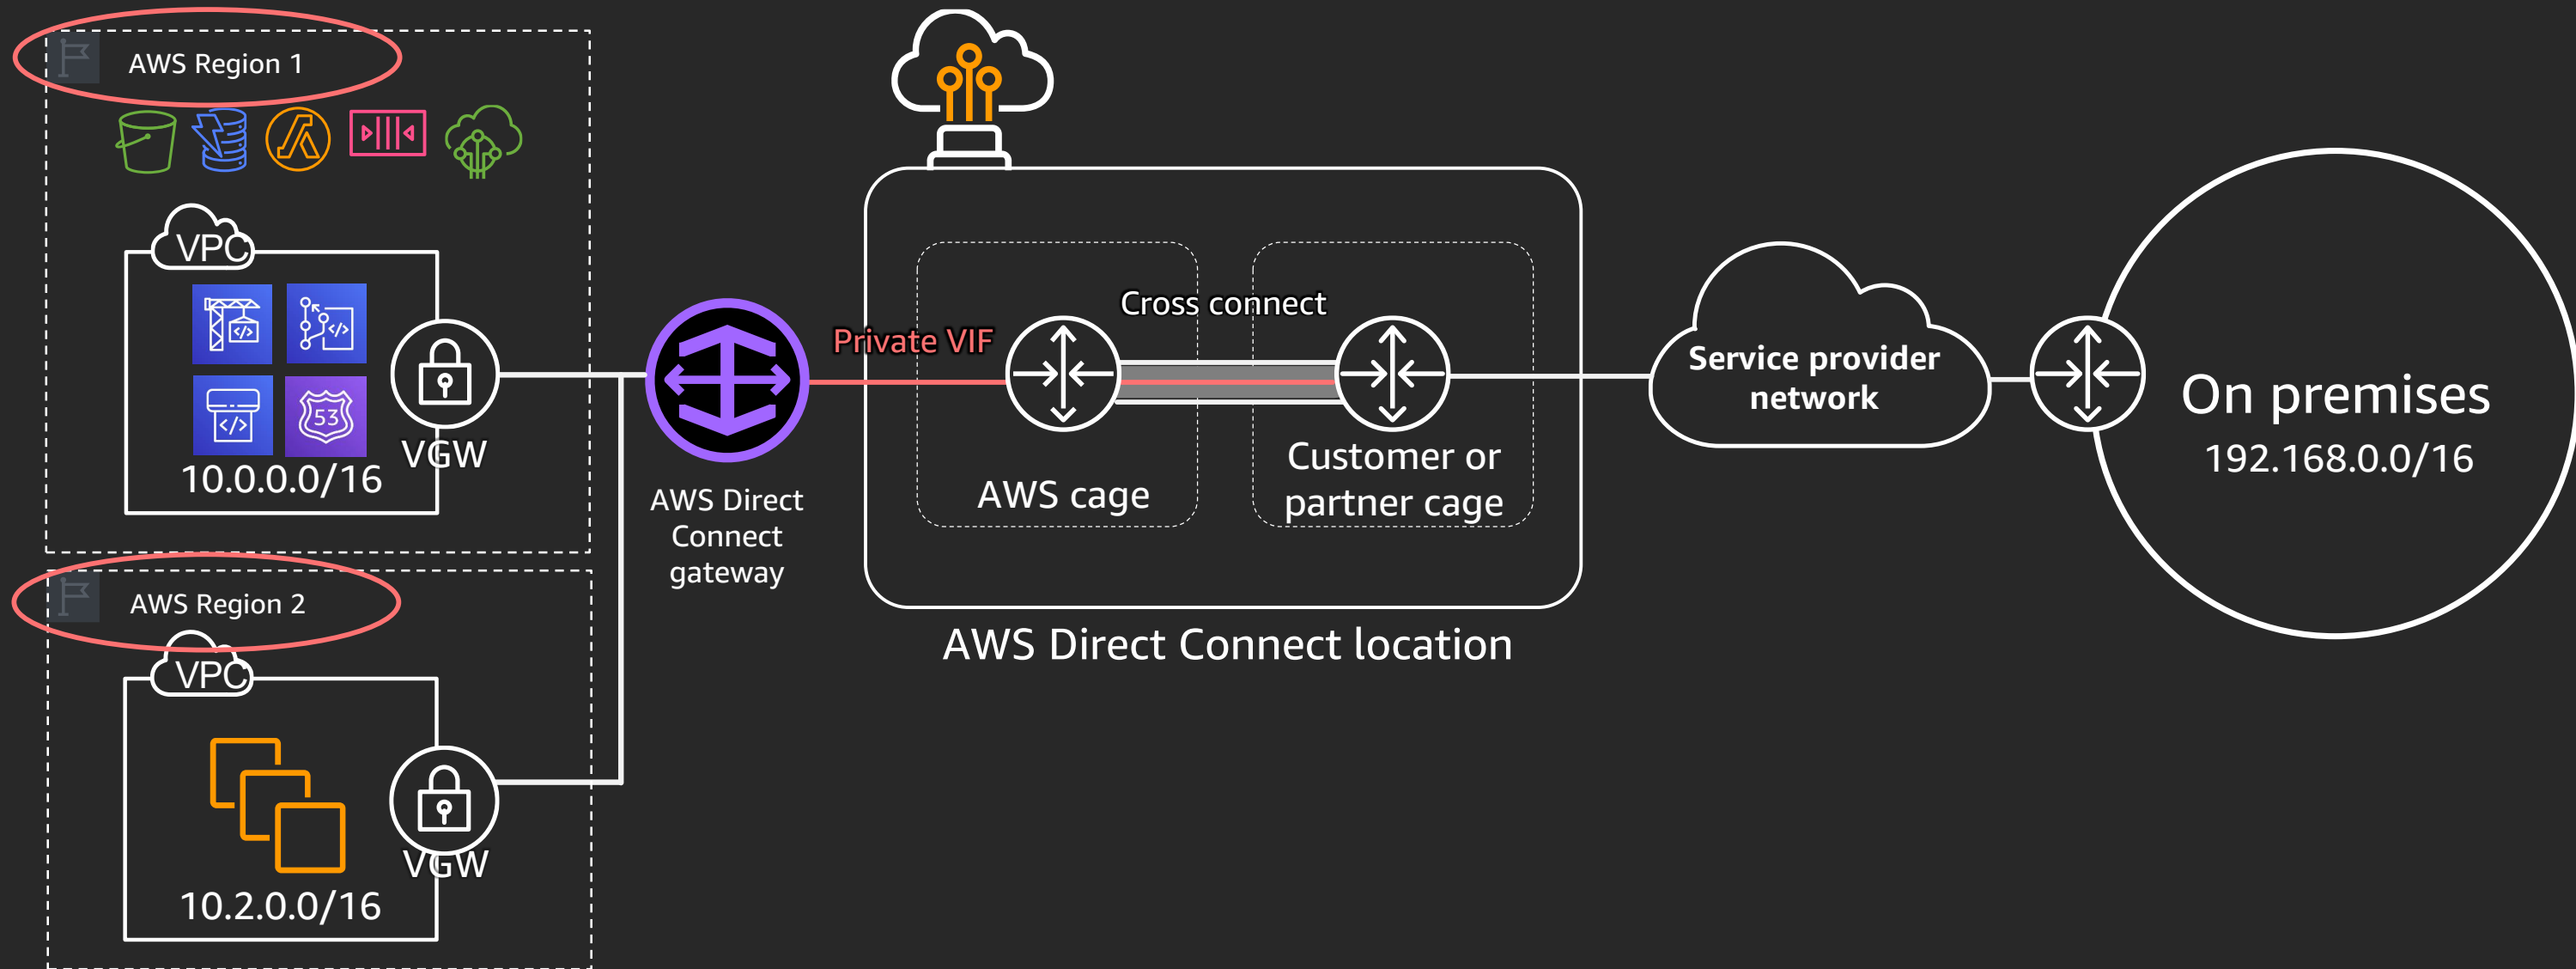 AWS Region 1
VPC
53
10.0.0.0/16
VGW
AWS Region 2
VPC
10.2.0.0/16
VGW
AWS Direct
Connect
gateway
Private VIF
Cross connect
AWS cage
Customer or
partner cage
AWS Direct Connect location
Service provider
network
On premises
192.168.0.0/16